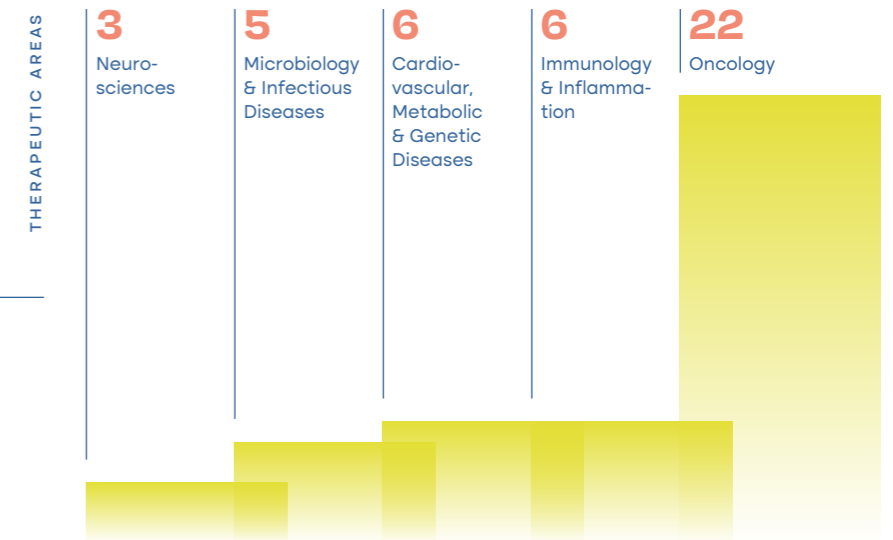 THERAPEUTIC AREAS
3
Neuro-
sciences
5
Microbiology
& Infectious
Diseases
6
Cardio-
vascular,
Metabolic
& Genetic
Diseases
6
Immunology
& Inflamma-
tion
22
Oncology